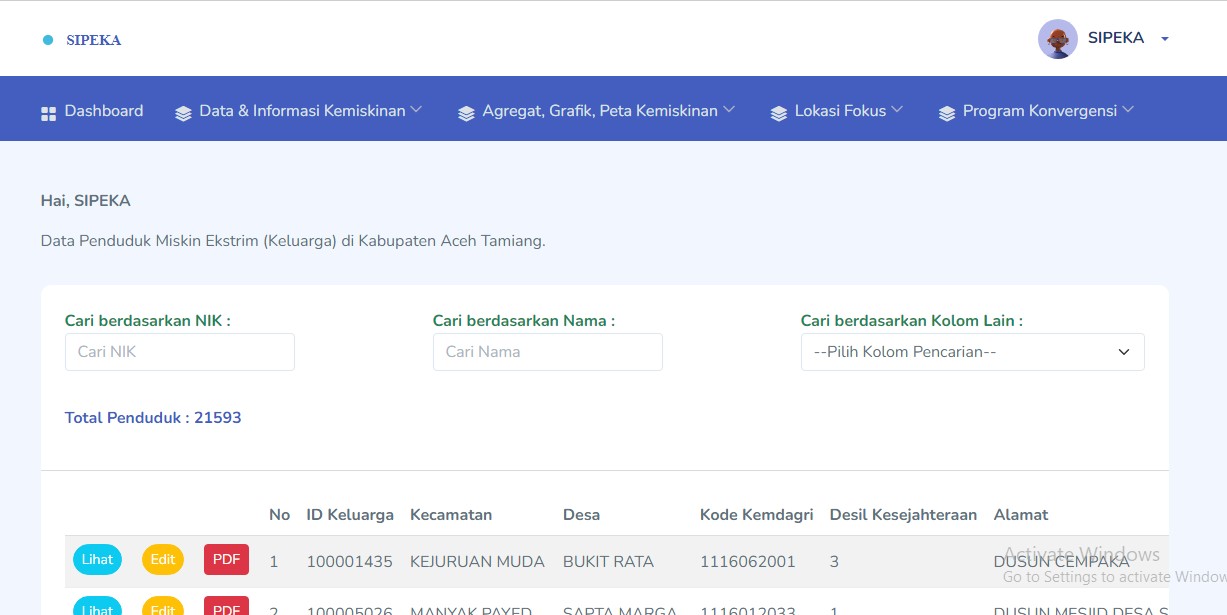 SIPEKA
SIPEKA
Dashboard Data & Informasi Kemiskinan Agregat, Grafik, Peta Kemiskinan Lokasi Fokus Program Konvergensi
Hai, SIPEKA
Data Penduduk Miskin Ekstrim (Keluarga) di Kabupaten Aceh Tamiang.
Cari berdasarkan NIK : Cari berdasarkan Nama : Cari berdasarkan Kolom Lain :
Cari NIK Cari Nama --Pilih Kolom Pencarian--
Total Penduduk : 21593
No ID Keluarga Kecamatan Desa Kode Kemdagri Desil Kesejahteraan Alamat
Lihat Edit PDF 1 100001435 KEJURUAN MUDA BUKIT RATA 1116062001 3 DUSUN CEMPAKA
Activate Windows
Go to Settings to activate Window
Lihat Edit PDF 2 100005026 MANYAK PAYED SAPTA MARGA 1116012033 1 DUSUN MESJID DESA S